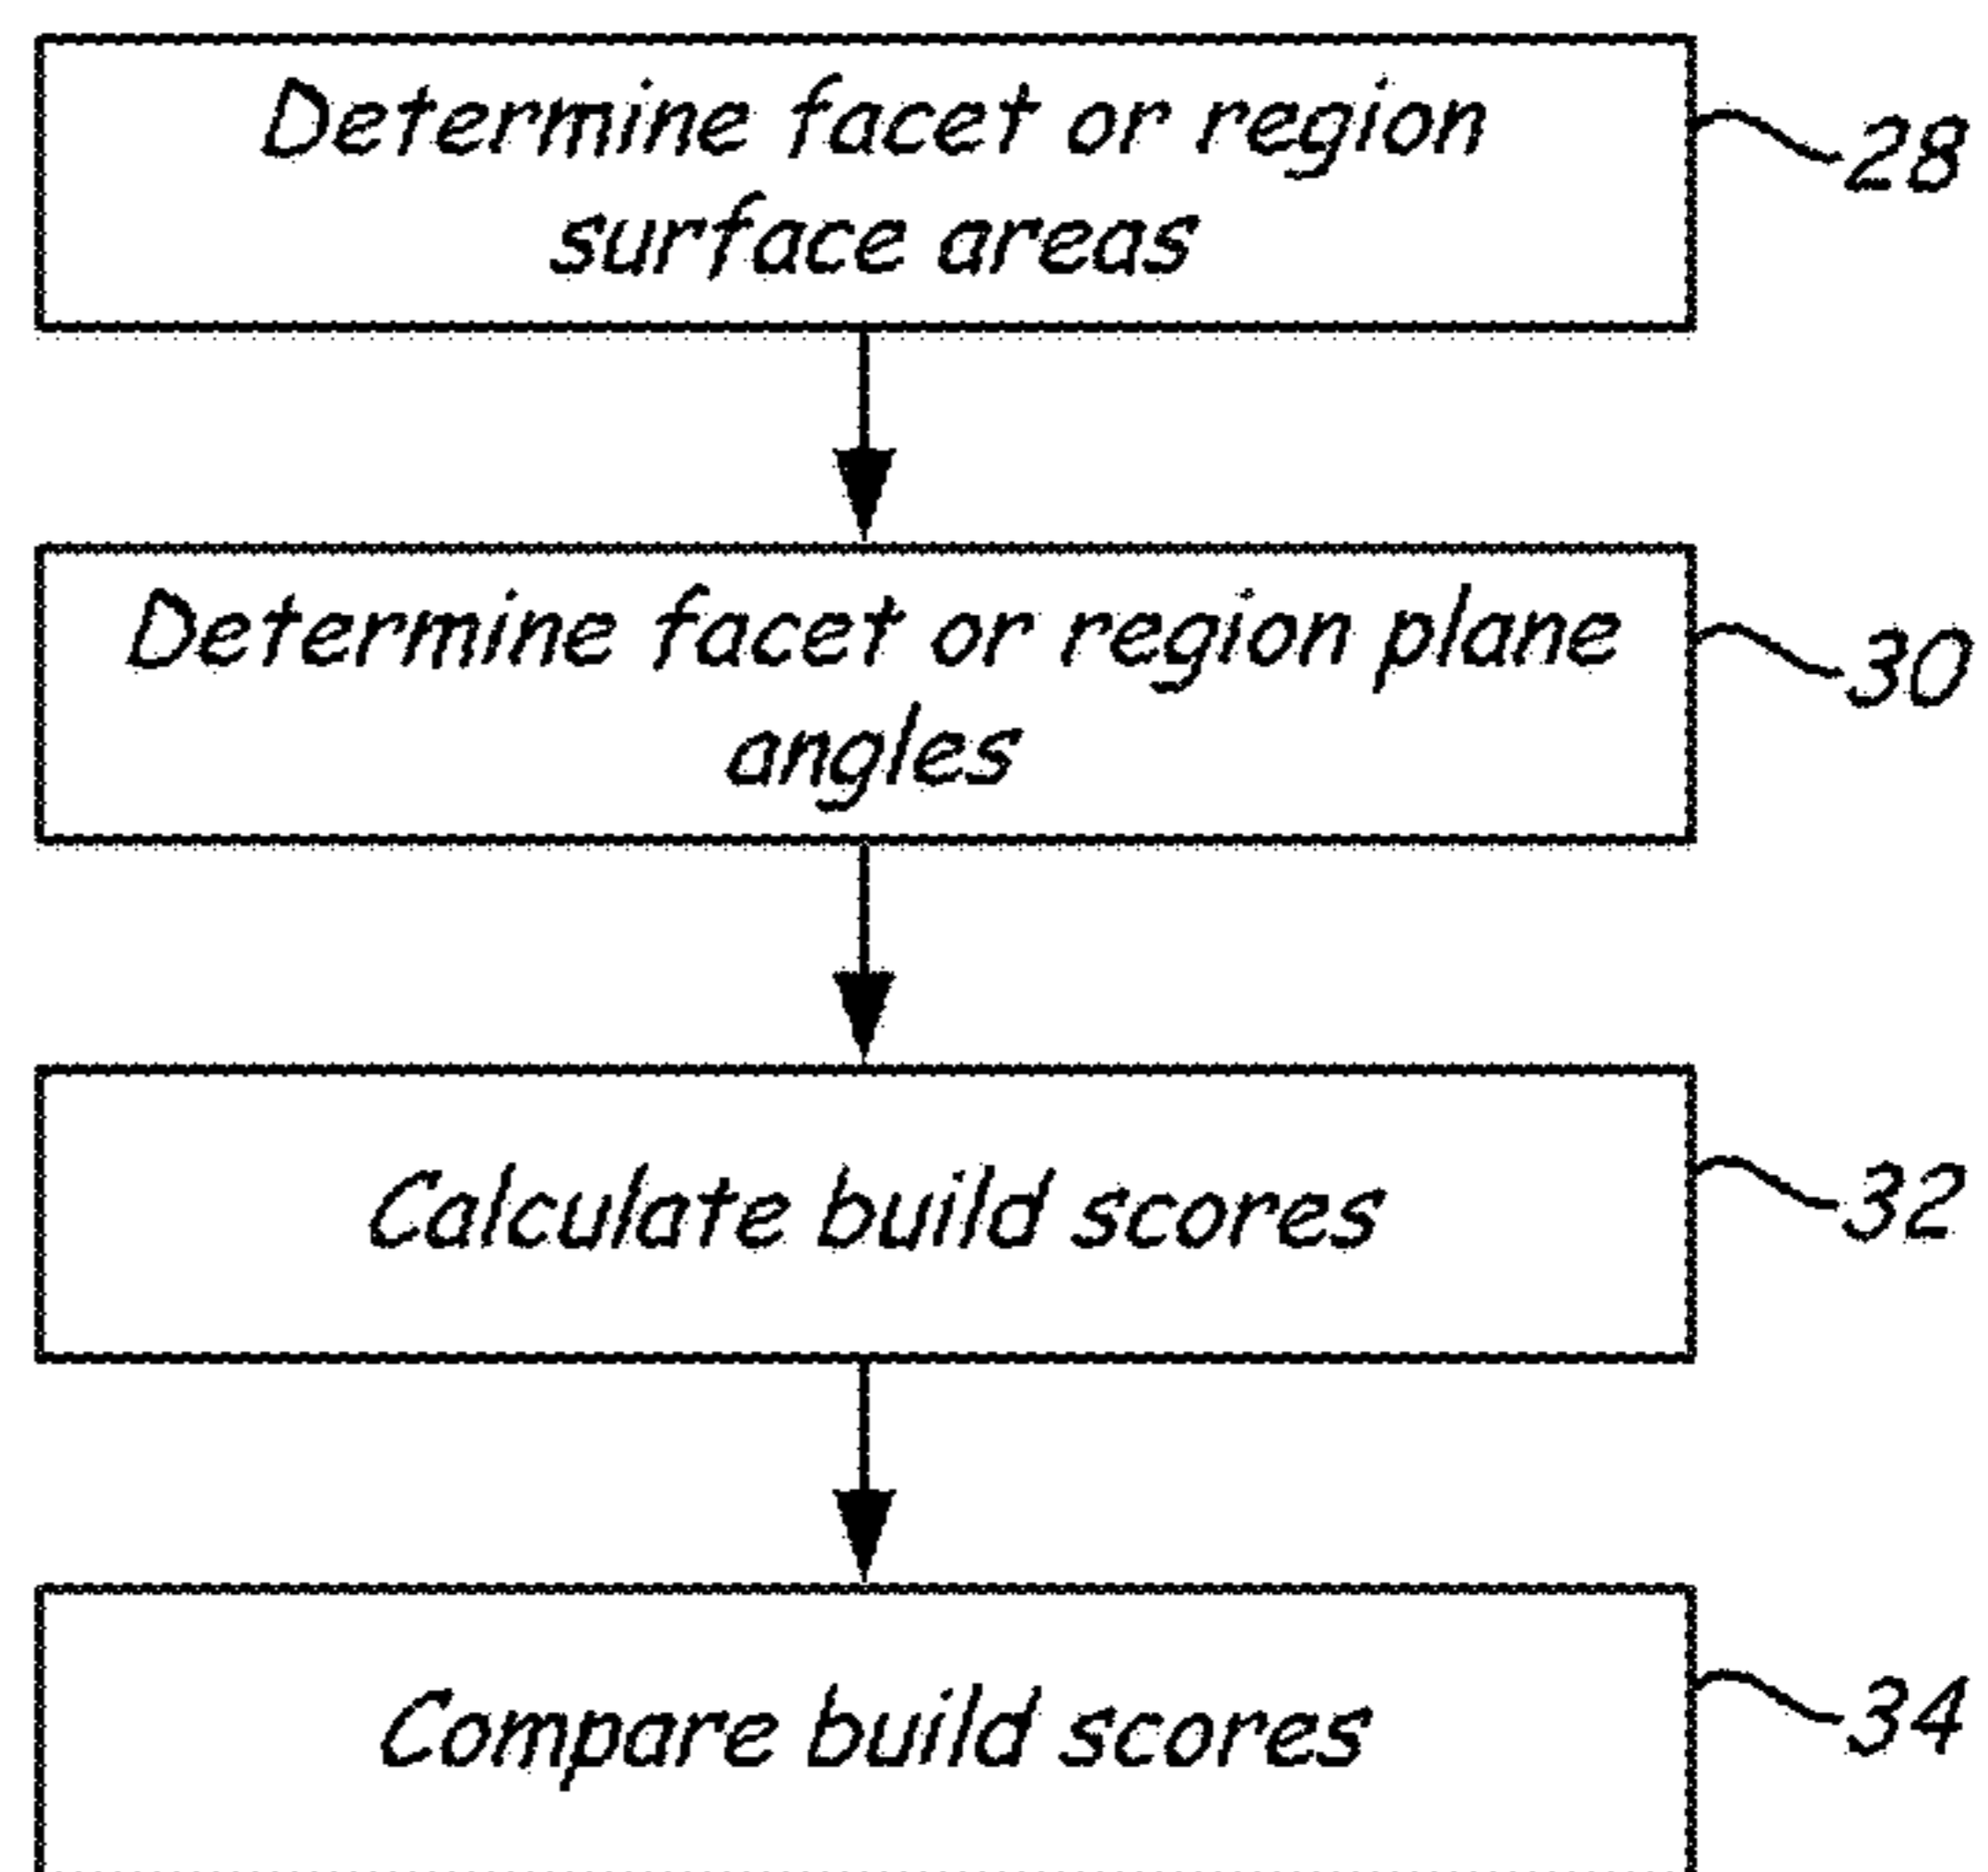 Determine facet or region
surface areas
28
Determine facet or region plane
angles
30
Calculate build scores
32
Compare build scores
34